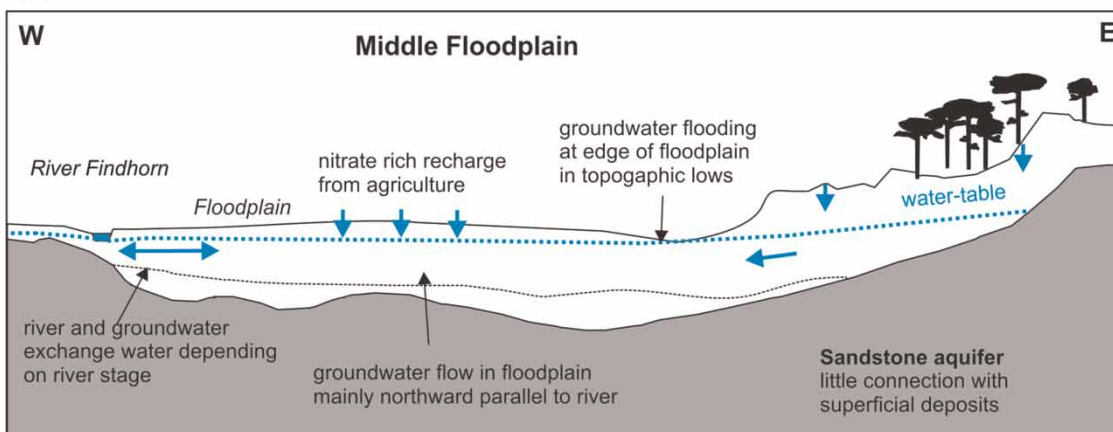 W
E
Middle Floodplain
groundwater flooding
at edge of floodplain
in topogaphic lows
nitrate rich recharge
from agriculture
River Findhorn
Floodplain
water-table
river and groundwater
exchange water depending
on river stage
groundwater flow in floodplain
mainly northward parallel to river
Sandstone aquifer
little connection with
superficial deposits